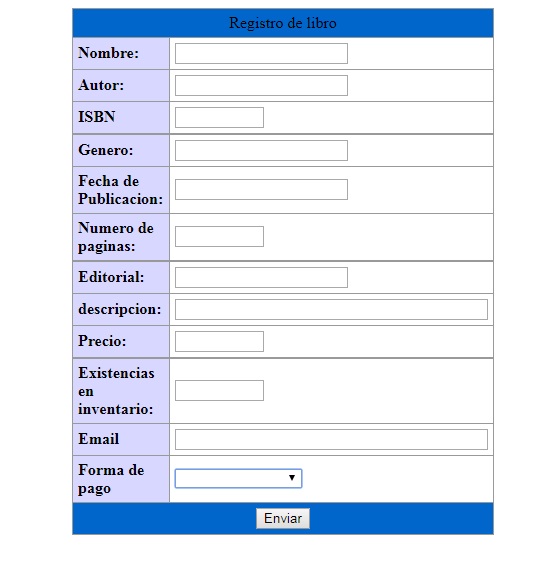 Registro de libro
Nombre:
Autor:
ISBN
Genero:
Fecha de
Publicacion:
Numero de
paginas:
Editorial:
descripcion:
Precio:
Existencias
en
inventario:
Email
Forma de
pago
Enviar